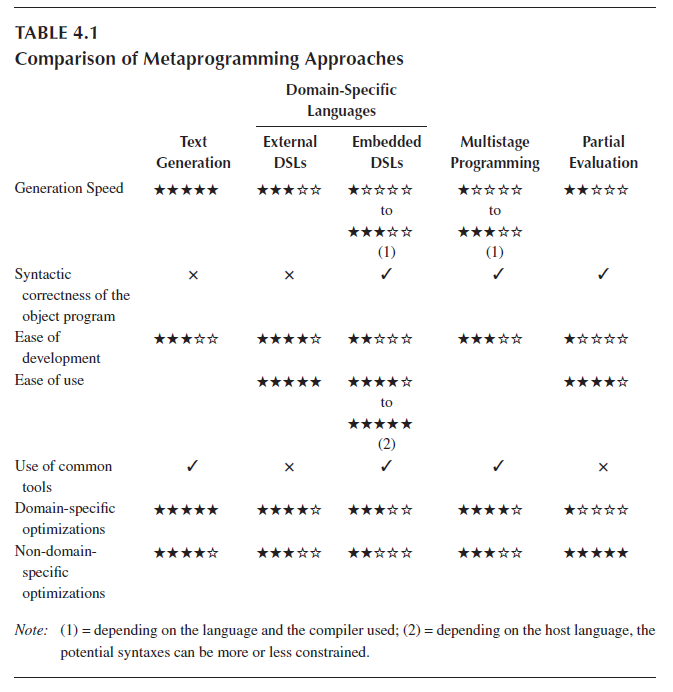 TABLE 4.1
Comparison of Metaprogramming Approaches
Domain-Specific
Languages
Text Generation External DSLs Embedded DSLs Multistage Programming Partial Evaluation
Generation Speed ★★★★★ ★★★☆☆ ★☆☆☆☆ ★☆☆☆☆ ★★☆☆☆
to to
★★★☆☆ ★★★☆☆
(1) (1)
Syntactic × × ✓ ✓ ✓
correctness of the
object program
Ease of ★★★☆☆ ★★★★☆ ★★☆☆☆ ★★★☆☆ ★☆☆☆☆
development
Ease of use ★★★★★ ★★★★☆ ★★★★☆
to
★★★★★
(2)
Use of common ✓ × ✓ ✓ ×
tools
Domain-specific ★★★★★ ★★★★☆ ★★★☆☆ ★★★★☆ ★☆☆☆☆
optimizations
Non-domain- ★★★★☆ ★★★☆☆ ★★☆☆☆ ★★★☆☆ ★★★★★
specific
optimizations
Note: (1) = depending on the language and the compiler used; (2) = depending on the host language, the
potential syntaxes can be more or less constrained.